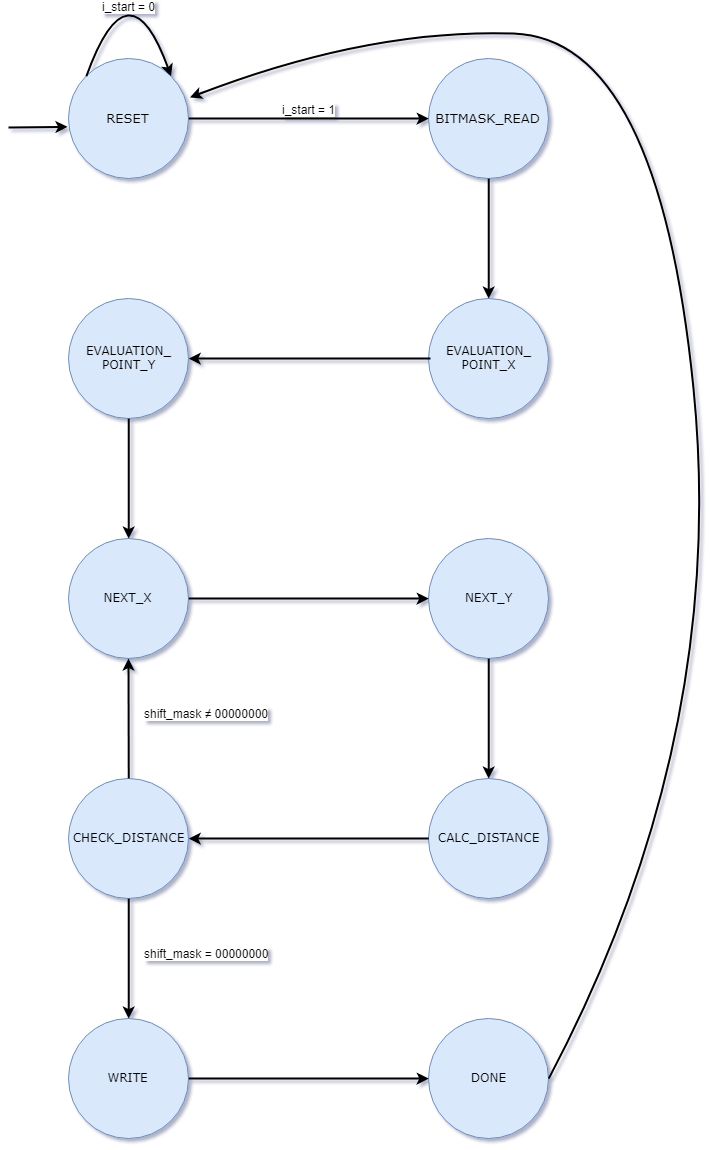 i_start = 0
RESET
i_start = 1
BITMASK_READ
EVALUATION_
POINT_Y
EVALUATION_
POINT_X
NEXT_X
NEXT_Y
shift_mask ≠ 00000000
CHECK_DISTANCE
CALC_DISTANCE
shift_mask = 00000000
WRITE
DONE